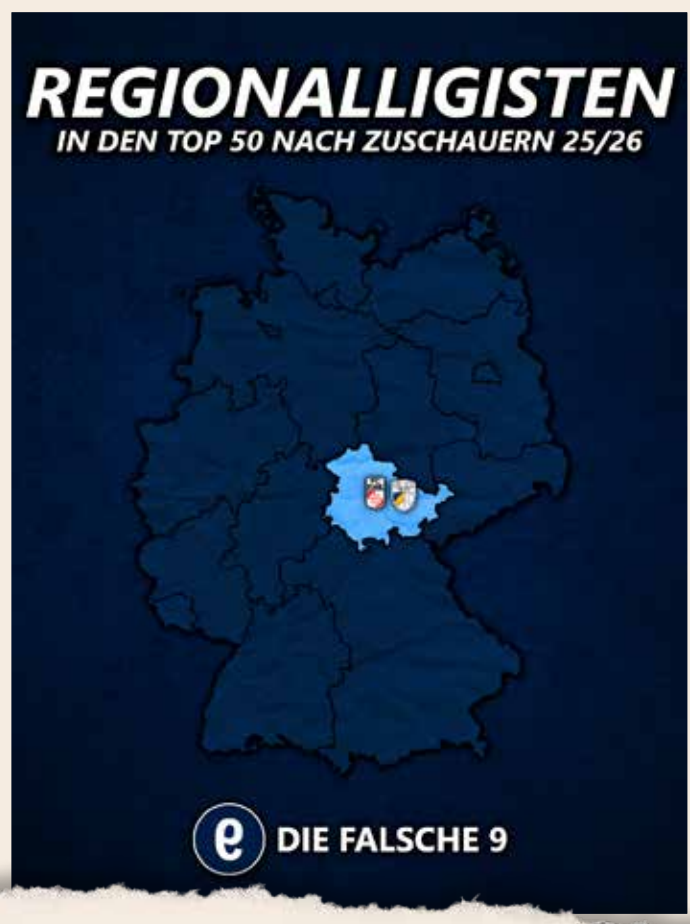 REGIONALLIGISTEN
IN DEN TOP 50 NACH ZUSCHAUERN 25/26
DIE FALSCHE 9